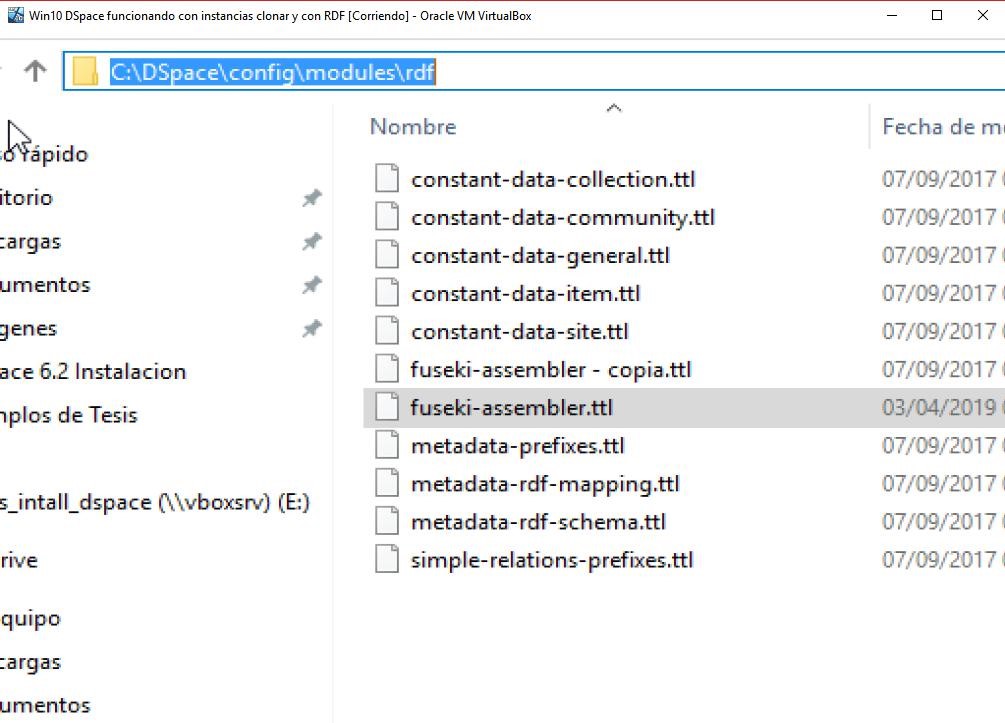 Win10 DSpace funcionando con instancias clonar y con RDF [Corriendo] - Oracle VM VirtualBox
C:\DSpace\config\modules\rdf
Nombre
Fecha de mo
so rápido
itorio
cargas
umentos
genes
ace 6.2 Instalacion
mplos de Tesis
s_intall_dspace (\\vboxsrv) (E:)
rive
quipo
cargas
umentos
constant-data-collection.ttl 07/09/2017
constant-data-community.ttl 07/09/2017
constant-data-general.ttl 07/09/2017
constant-data-item.ttl 07/09/2017
constant-data-site.ttl 07/09/2017
fuseki-assembler - copia.ttl 07/09/2017
fuseki-assembler.ttl 03/04/2019
metadata-prefixes.ttl 07/09/2017
metadata-rdf-mapping.ttl 07/09/2017
metadata-rdf-schema.ttl 07/09/2017
simple-relations-prefixes.ttl 07/09/2017